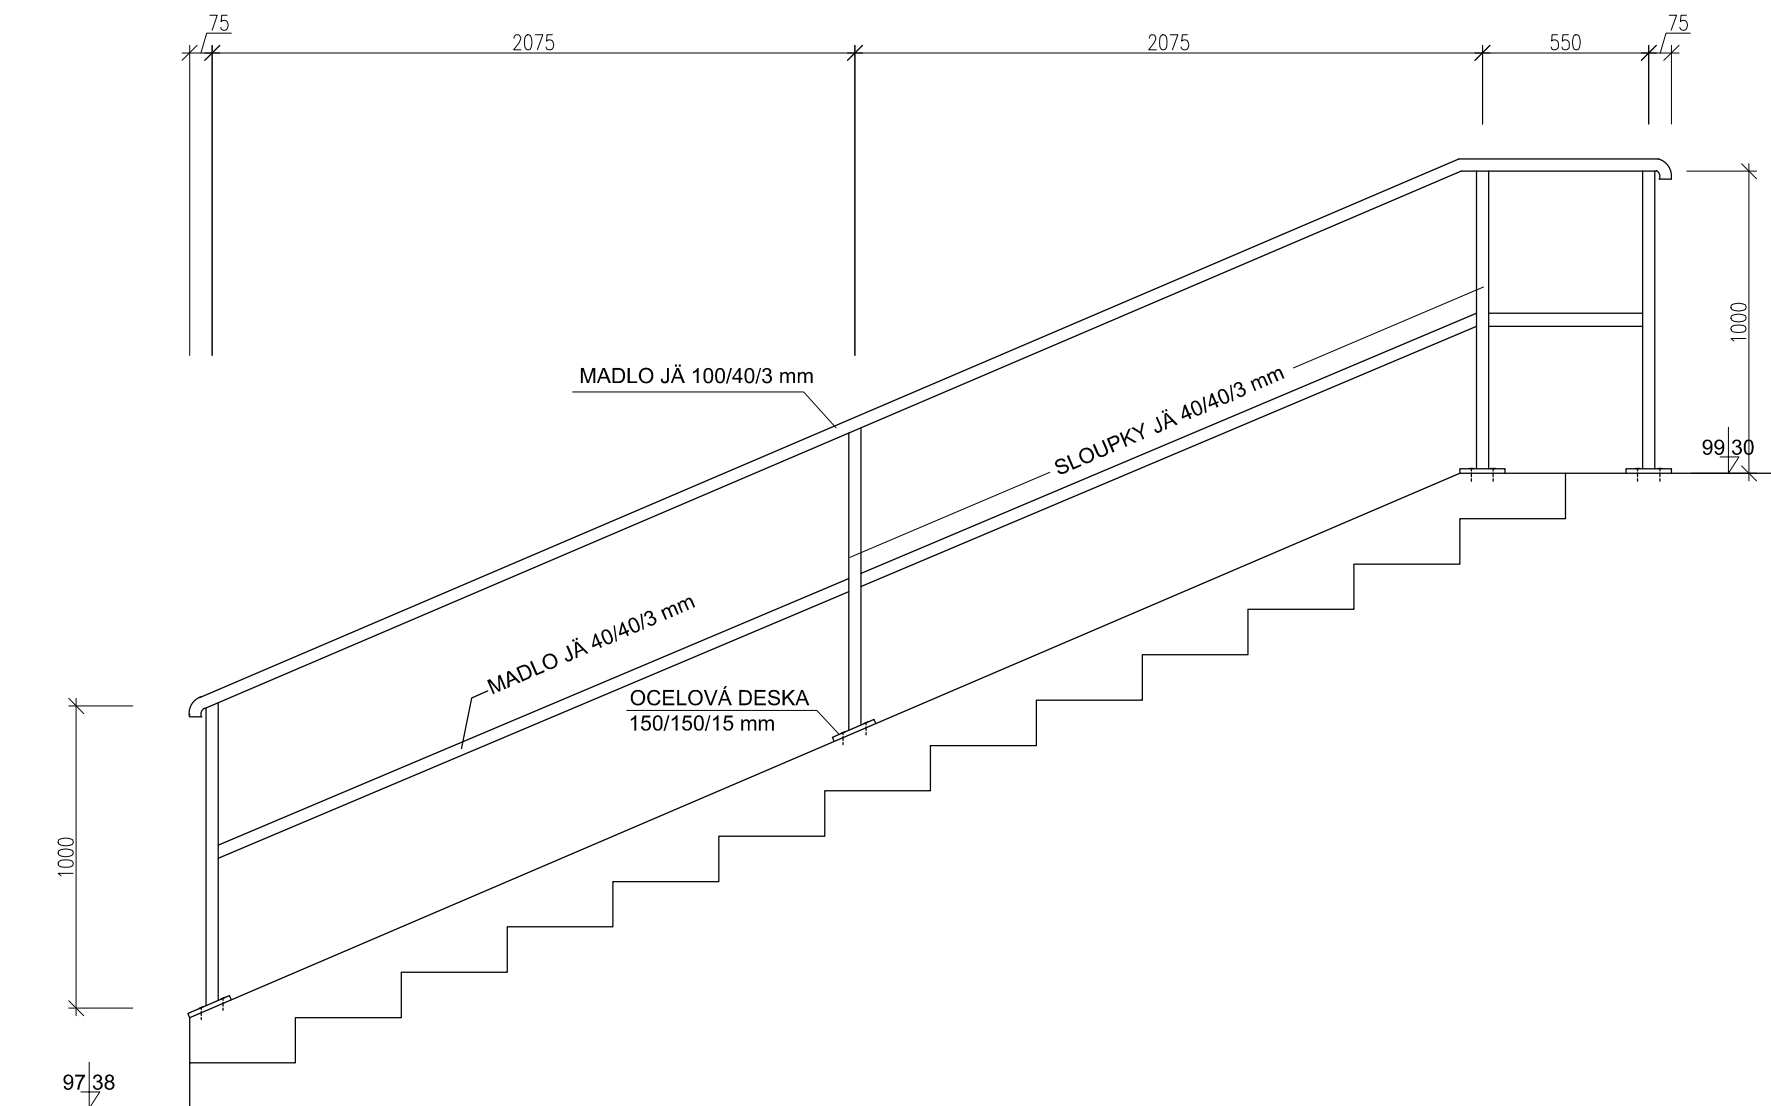 75
2075
2075
550
75
1000
MADLO JÄ 100/40/3 mm
SLOUPKY JÄ 40/40/3 mm
99,30
MADLO JÄ 40/40/3 mm
OCELOVÁ DESKA
150/150/15 mm
1000
97,38